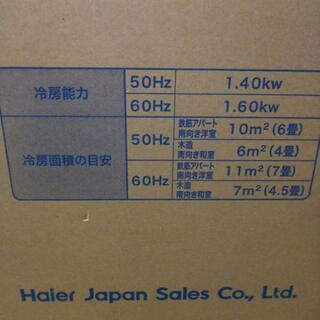 冷房能力 50Hz 1.40kw
60Hz 1.60kw
冷房面積の目安 50Hz 鉄筋アパート 南向き洋室 10m²(6畳)
木造 南向き和室 6m²(4畳)
60Hz 鉄筋アパート 南向き洋室 11m²(7畳)
木造 南向き和室 7m²(4.5畳)
Haier Japan Sales Co., Ltd.